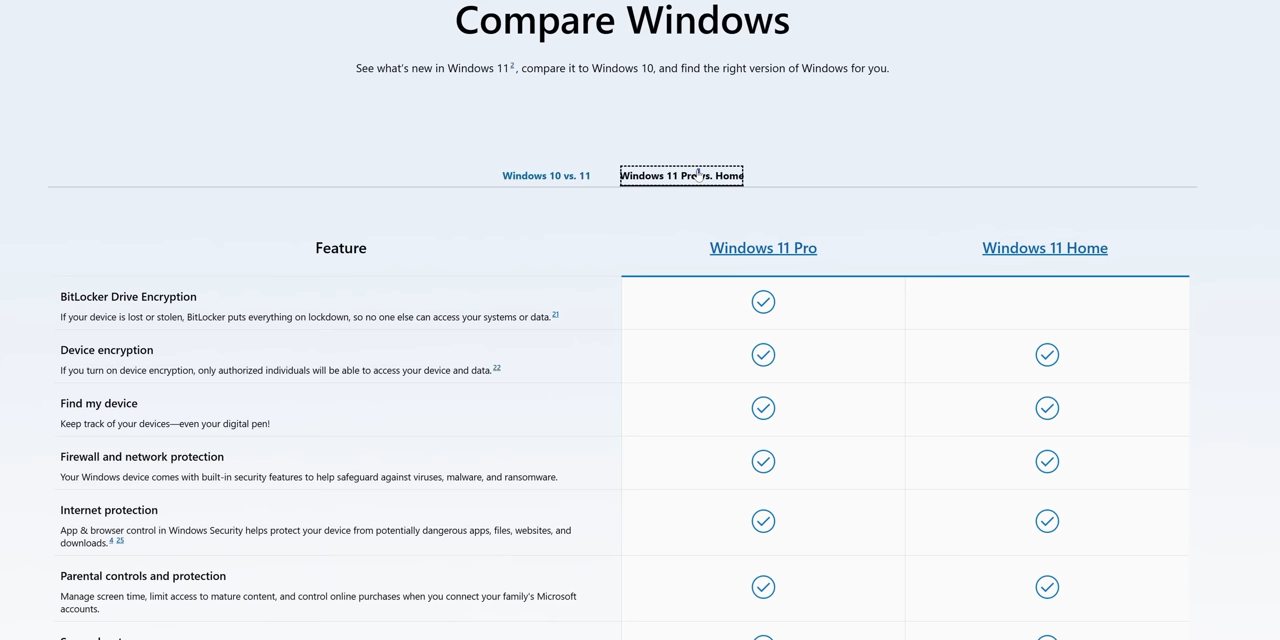 Compare Windows
See what's new in Windows 11 2, compare it to Windows 10, and find the right version of Windows for you.
Windows 10 vs. 11
Windows 11 Pro vs. Home
Feature
Windows 11 Pro
Windows 11 Home
BitLocker Drive Encryption
If your device is lost or stolen, BitLocker puts everything on lockdown, so no one else can access your systems or data. 21
Device encryption
If you turn on device encryption, only authorized individuals will be able to access your device and data. 22
Find my device
Keep track of your devices—even your digital pen!
Firewall and network protection
Your Windows device comes with built-in security features to help safeguard against viruses, malware, and ransomware.
Internet protection
App & browser control in Windows Security helps protect your device from potentially dangerous apps, files, websites, and
downloads. 4 25
Parental controls and protection
Manage screen time, limit access to mature content, and control online purchases when you connect your family's Microsoft
accounts.